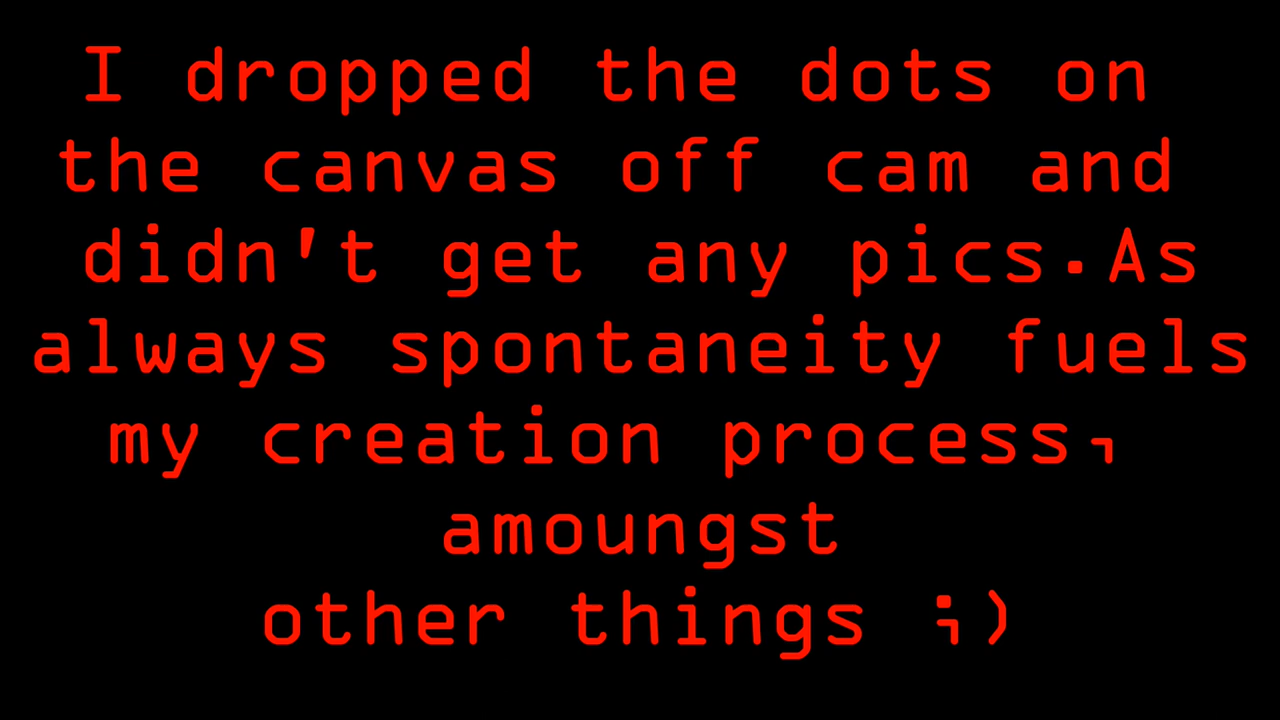 I dropped the dots on
the canvas off cam and
didn't get any pics.As
always spontaneity fuels
my creation process,
amoungst
other things ;)